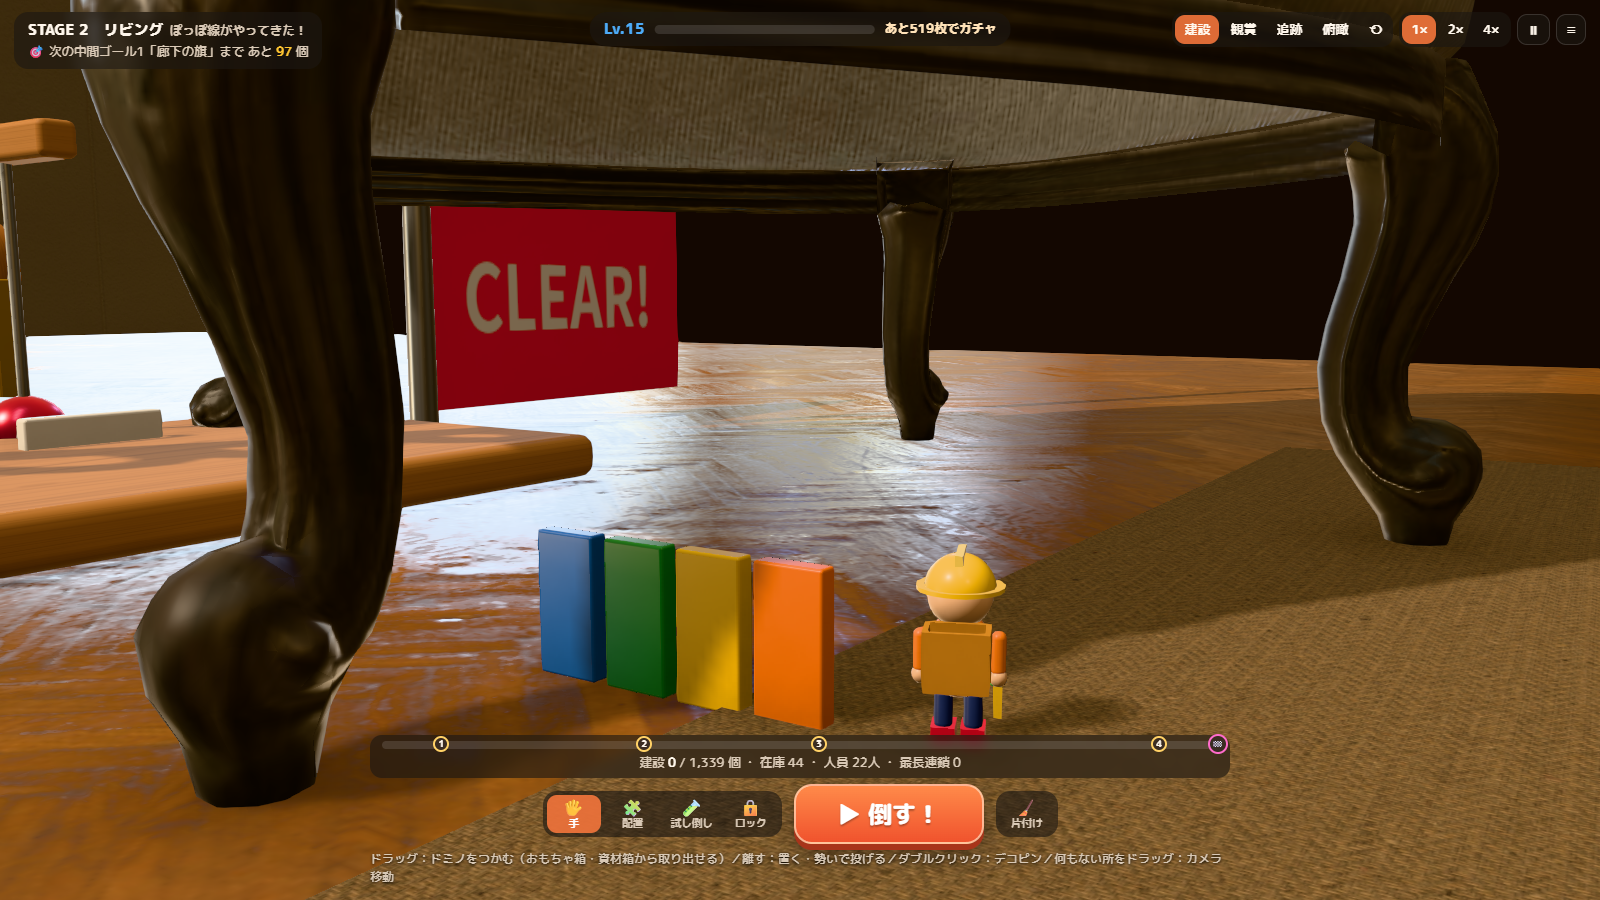 STAGE 2 リビング ぽっぽ線がやってきた！
🎯 次の中間ゴール1「廊下の旗」まで あと 97 個
Lv.15 あと519枚でガチャ
建設 観賞 追跡 俯瞰 1× 2× 4×
CLEAR!
1 2 3 4
建設 0 / 1,339 個 ・ 在庫 44 ・ 人員 22人 ・ 最長連鎖 0
手 配置 試し倒し ロック
▶ 倒す！
片付け
ドラッグ：ドミノをつかむ（おもちゃ箱・資材箱から取り出せる）／離す：置く・勢いで投げる／ダブルクリック：デコピン／何もない所をドラッグ：カメラ
移動